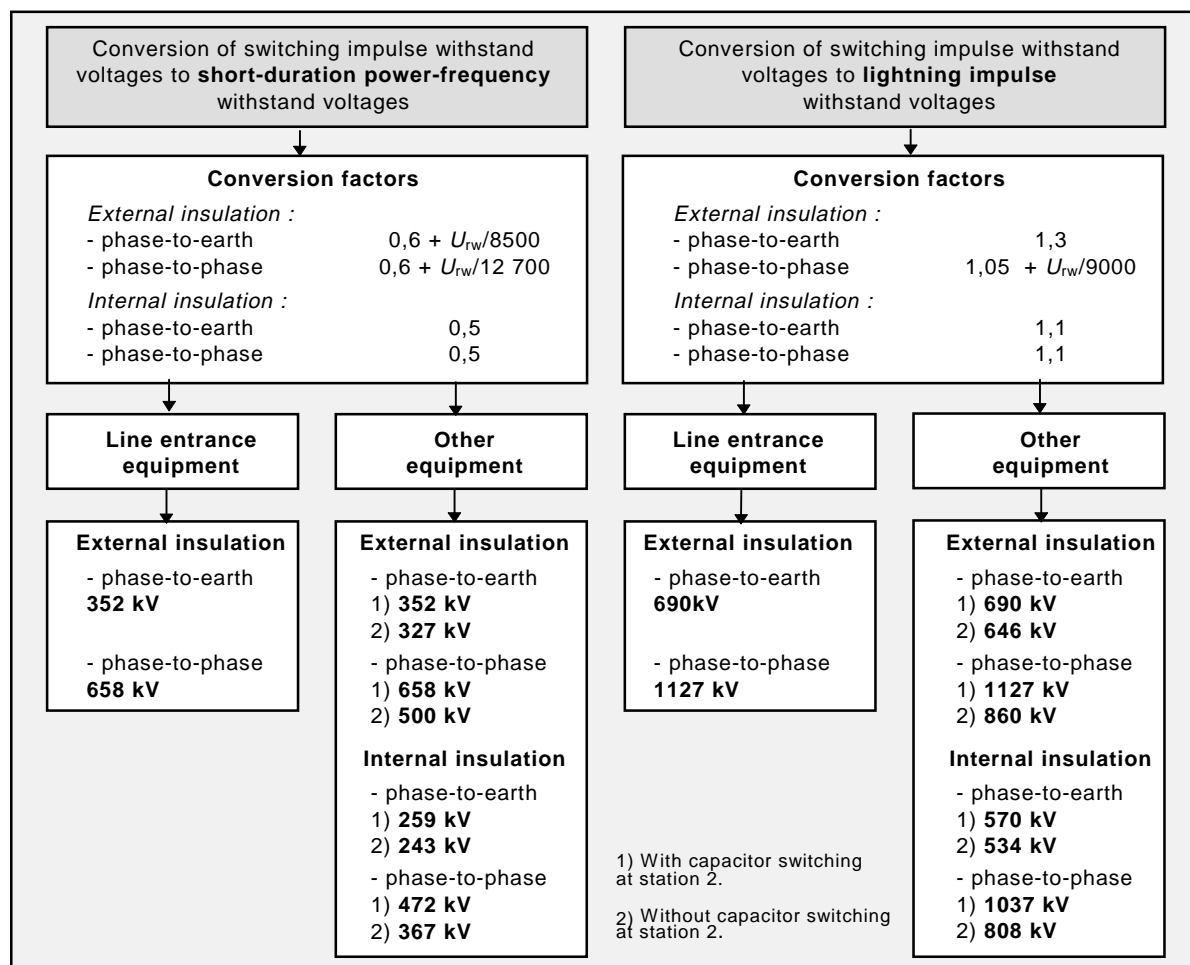 Conversion of switching impulse withstand
voltages to short-duration power-frequency
withstand voltages
Conversion of switching impulse withstand
voltages to lightning impulse
withstand voltages
Conversion factors
External insulation :
- phase-to-earth 0,6 + Urw/8500
- phase-to-phase 0,6 + Urw/12 700
Internal insulation :
- phase-to-earth 0,5
- phase-to-phase 0,5
Conversion factors
External insulation :
- phase-to-earth 1,3
- phase-to-phase 1,05 + Urw/9000
Internal insulation :
- phase-to-earth 1,1
- phase-to-phase 1,1
Line entrance
equipment
Other
equipment
Line entrance
equipment
Other
equipment
External insulation
- phase-to-earth
352 kV
- phase-to-phase
658 kV
External insulation
- phase-to-earth
1) 352 kV
2) 327 kV
- phase-to-phase
1) 658 kV
2) 500 kV
Internal insulation
- phase-to-earth
1) 259 kV
2) 243 kV
- phase-to-phase
1) 472 kV
2) 367 kV
External insulation
- phase-to-earth
690kV
- phase-to-phase
1127 kV
1) With capacitor switching
at station 2.
2) Without capacitor switching
at station 2.
External insulation
- phase-to-earth
1) 690 kV
2) 646 kV
- phase-to-phase
1) 1127 kV
2) 860 kV
Internal insulation
- phase-to-earth
1) 570 kV
2) 534 kV
- phase-to-phase
1) 1037 kV
2) 808 kV